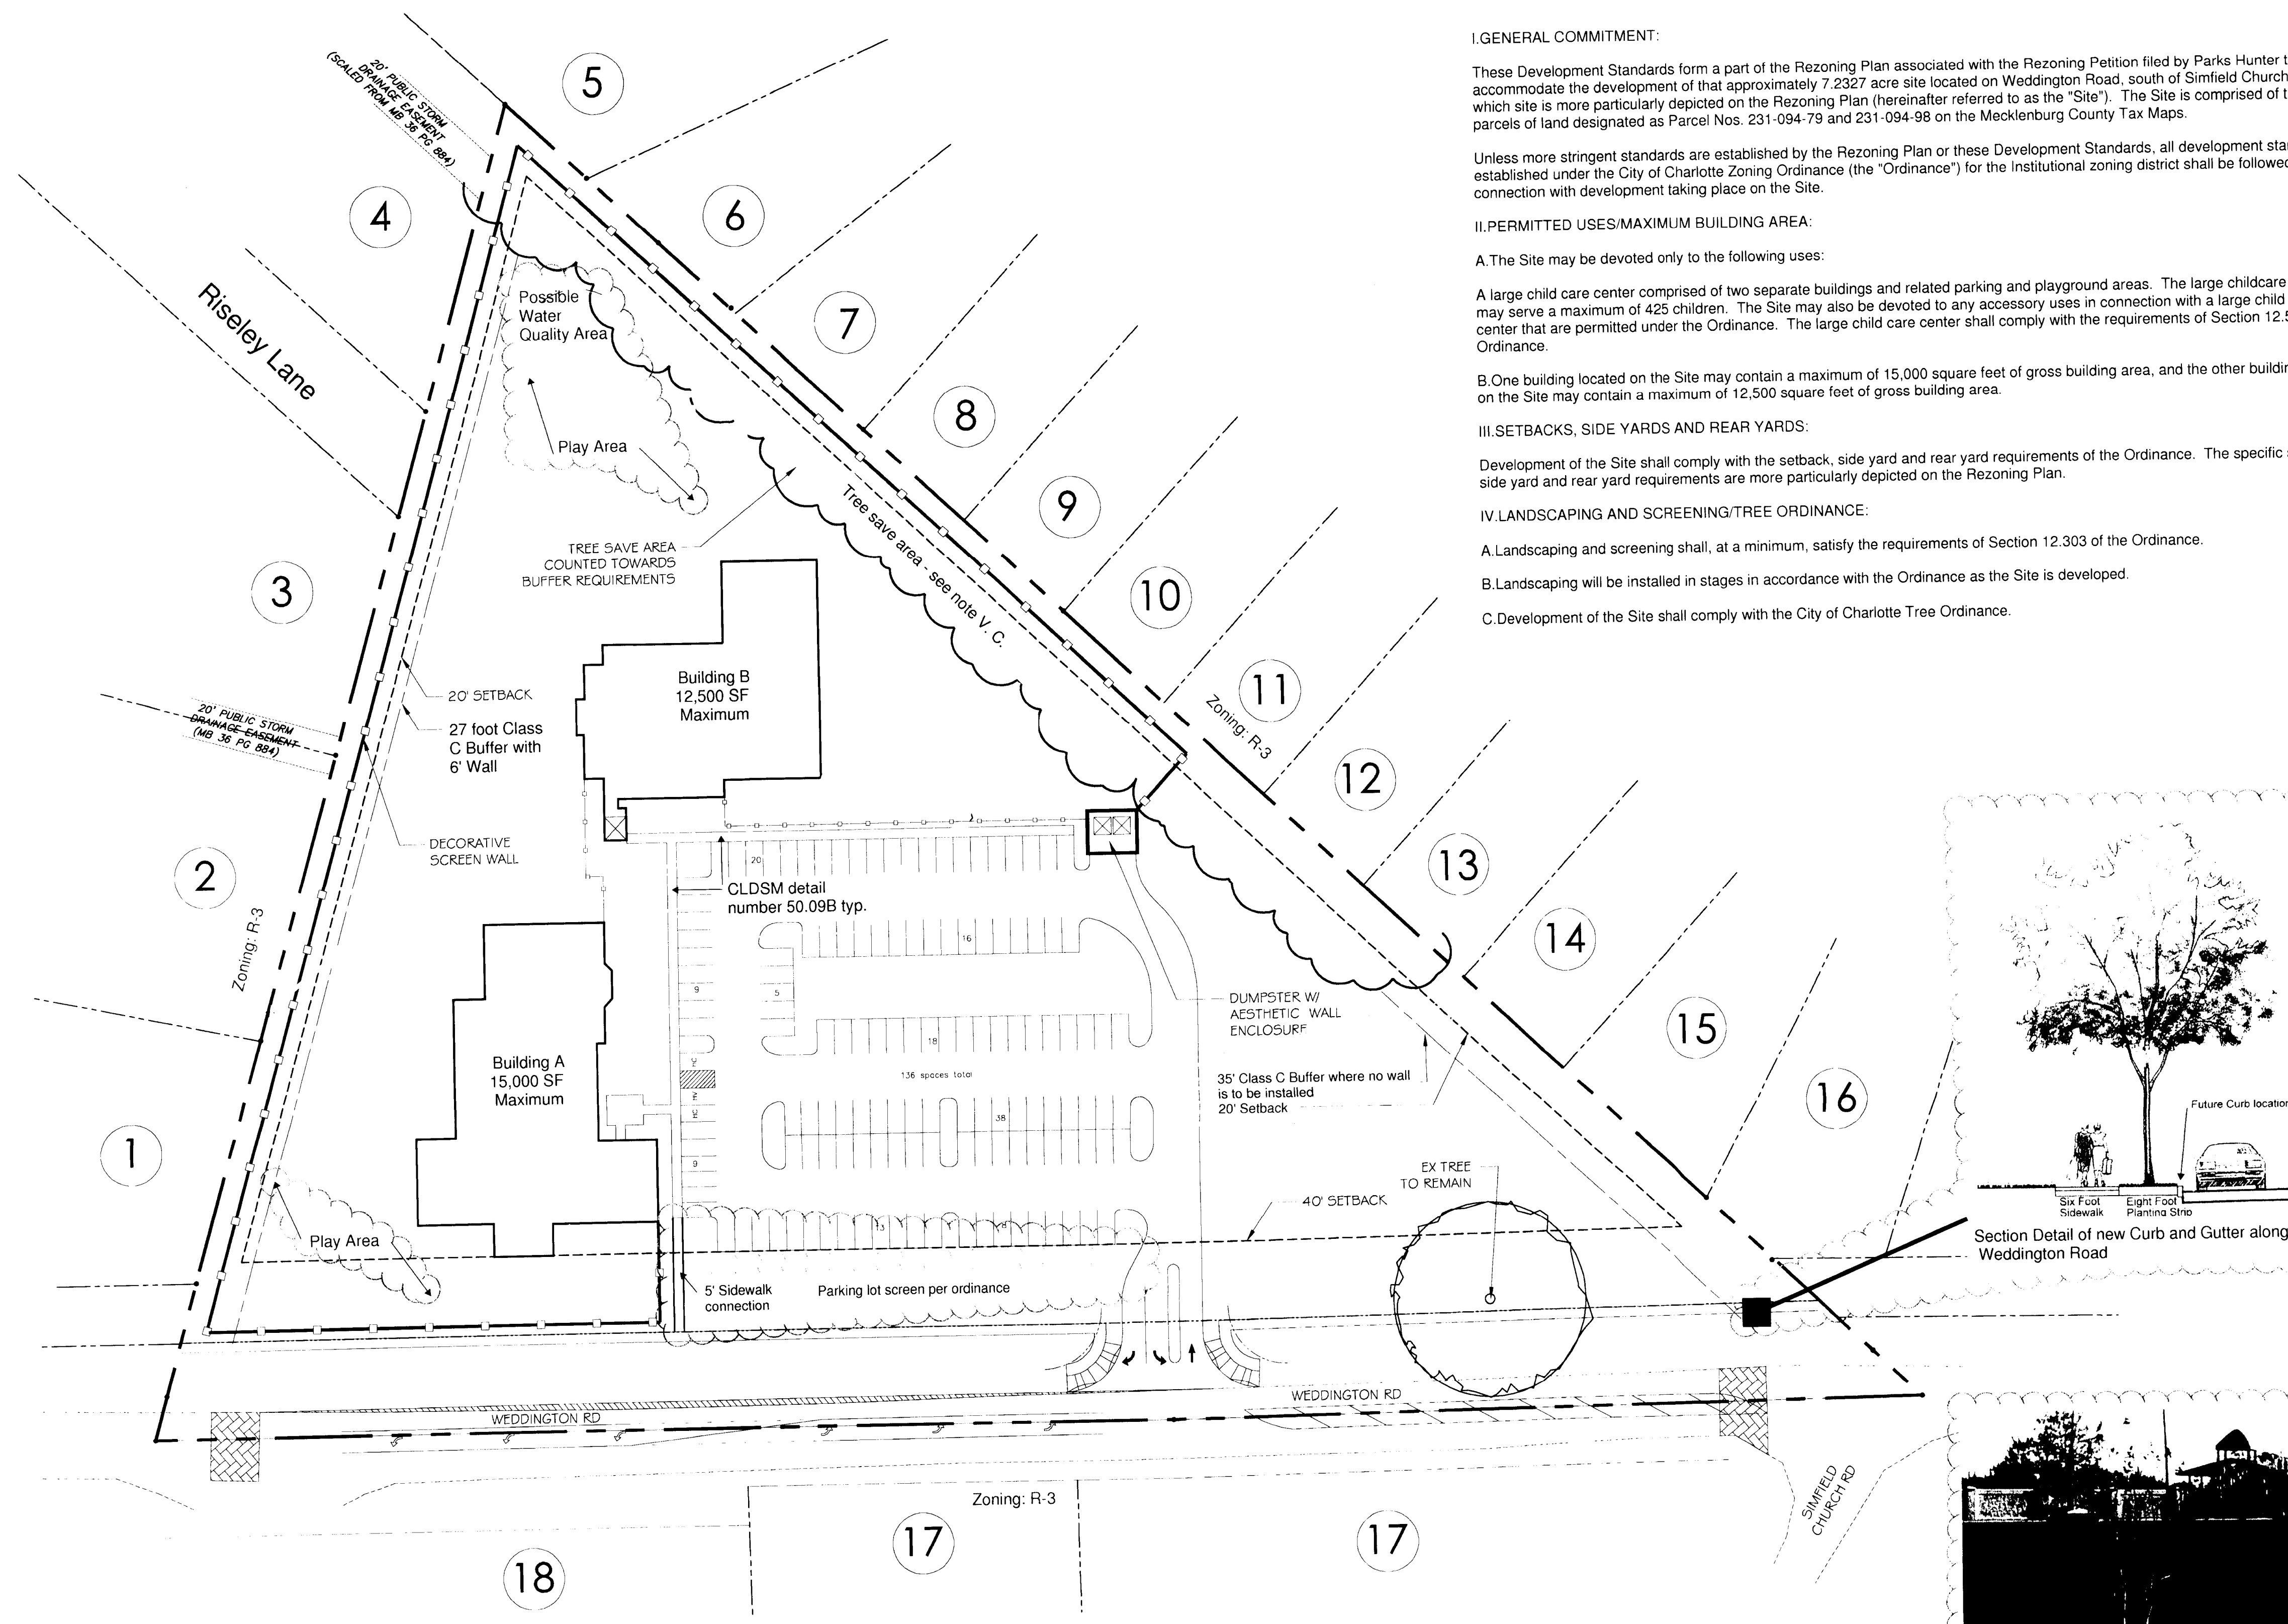 I.GENERAL COMMITMENT:
These Development Standards form a part of the Rezoning Plan associated with the Rezoning Petition filed by Parks Hunter
accommodate the development of that approximately 7.2327 acre site located on Weddington Road, south of Simfield Church
which site is more particularly depicted on the Rezoning Plan (hereinafter referred to as the "Site"). The Site is comprised of
parcels of land designated as Parcel Nos. 231-094-79 and 231-094-98 on the Mecklenburg County Tax Maps.
Unless more stringent standards are established by the Rezoning Plan or these Development Standards, all development
established under the City of Charlotte Zoning Ordinance (the "Ordinance") for the Institutional zoning district shall be followed
connection with development taking place on the Site.
II.PERMITTED USES/MAXIMUM BUILDING AREA:
A.The Site may be devoted only to the following uses:
A large child care center comprised of two separate buildings and related parking and playground areas. The large childcare
may serve a maximum of 425 children. The Site may also be devoted to any accessory uses in connection with a large child
center that are permitted under the Ordinance. The large child care center shall comply with the requirements of Section
Ordinance.
B.One building located on the Site may contain a maximum of 15,000 square feet of gross building area, and the other
on the Site may contain a maximum of 12,500 square feet of gross building area.
III.SETBACKS, SIDE YARDS AND REAR YARDS:
Development of the Site shall comply with the setback, side yard and rear yard requirements of the Ordinance. The specific
side yard and rear yard requirements are more particularly depicted on the Rezoning Plan.
IV.LANDSCAPING AND SCREENING/TREE ORDINANCE:
A.Landscaping and screening shall, at a minimum, satisfy the requirements of Section 12.303 of the Ordinance.
B.Landscaping will be installed in stages in accordance with the Ordinance as the Site is developed.
C.Development of the Site shall comply with the City of Charlotte Tree Ordinance.
20' PUBLIC STORM
DRAINAGE EASEMENT
(SCALED FROM MB 36 PG 884)
5
4
6
7
8
9
10
11
12
13
14
15
16
Riseley Lane
Possible
Water
Quality Area
Play Area
TREE SAVE AREA
COUNTED TOWARDS
BUFFER REQUIREMENTS
Tree save area - see note V. C.
Zoning: R-3
3
20' SETBACK
27 foot Class
C Buffer with
6' Wall
20' PUBLIC STORM
DRAINAGE EASEMENT
(MB 36 PG 884)
DECORATIVE
SCREEN WALL
2
Zoning: R-3
1
Building B
12,500 SF
Maximum
20
CLDSM detail
number 50.09B typ.
16
9
5
18
136 spaces total
HC
HV
HC
38
9
13
Building A
15,000 SF
Maximum
DUMPSTER W/
AESTHETIC WALL
ENCLOSURE
35' Class C Buffer where no wall
is to be installed
20' Setback
EX TREE
TO REMAIN
40' SETBACK
Play Area
5' Sidewalk
connection
Parking lot screen per ordinance
Future Curb location
Six Foot
Sidewalk
Eight Foot
Planting Strip
Section Detail of new Curb and Gutter along
Weddington Road
WEDDINGTON RD
WEDDINGTON RD
SIMFIELD
CHURCH RD
Zoning: R-3
18
17
17